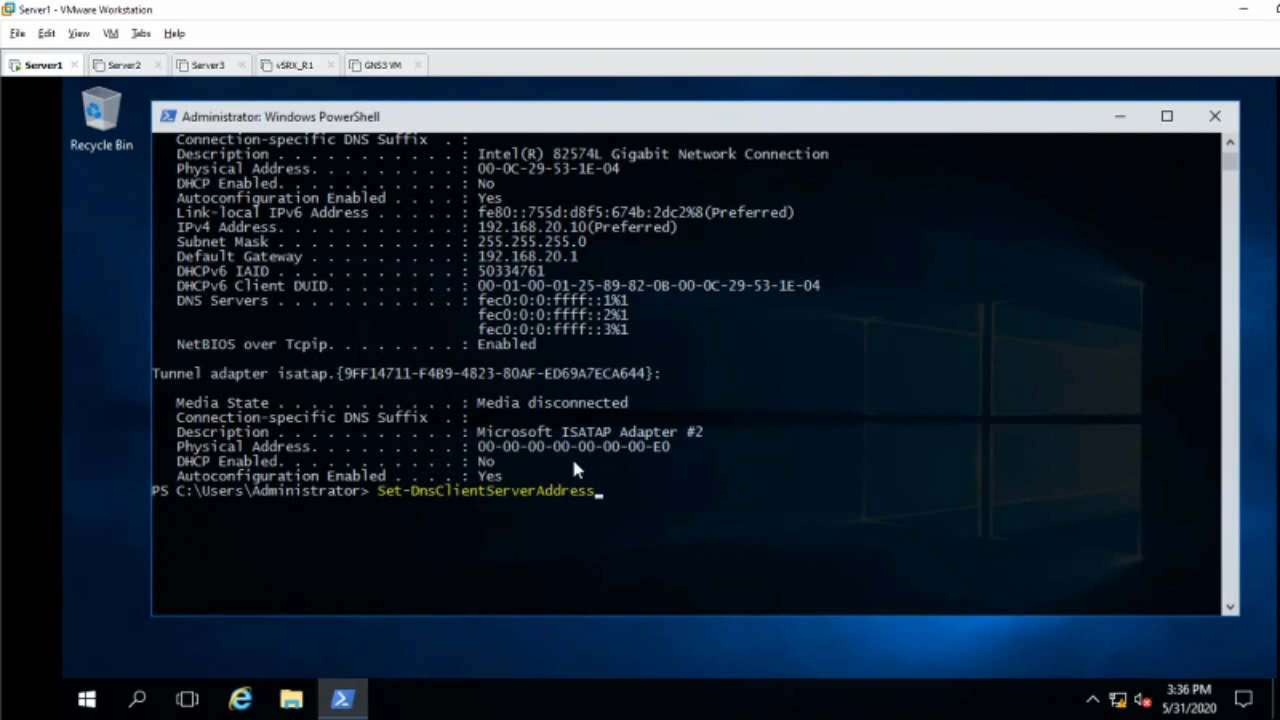 Server1 - VMware Workstation
File Edit View VM Tabs Help
Server1 Server2 Server3 vSRX_R1 GNS3 VM
Recycle Bin
Administrator: Windows PowerShell
Connection-specific DNS Suffix . :
Description . . . . . . . . . . . : Intel(R) 82574L Gigabit Network Connection
Physical Address. . . . . . . . . : 00-0C-29-53-1E-04
DHCP Enabled. . . . . . . . . . . : No
Autoconfiguration Enabled . . . . : Yes
Link-local IPv6 Address . . . . . : fe80::755d:d8f5:674b:2dc2%8(Preferred)
IPv4 Address. . . . . . . . . . . : 192.168.20.10(Preferred)
Subnet Mask . . . . . . . . . . . : 255.255.255.0
Default Gateway . . . . . . . . . : 192.168.20.1
DHCPv6 IAID . . . . . . . . . . . : 50334761
DHCPv6 Client DUID. . . . . . . . : 00-01-00-01-25-89-82-0B-00-0C-29-53-1E-04
DNS Servers . . . . . . . . . . . : fec0:0:0:ffff::1%1
fec0:0:0:ffff::2%1
fec0:0:0:ffff::3%1
NetBIOS over Tcpip. . . . . . . . : Enabled
Tunnel adapter isatap.{9FF14711-F4B9-4823-80AF-ED69A7ECA644}:
Media State . . . . . . . . . . . : Media disconnected
Connection-specific DNS Suffix . :
Description . . . . . . . . . . . : Microsoft ISATAP Adapter #2
Physical Address. . . . . . . . . : 00-00-00-00-00-00-00-E0
DHCP Enabled. . . . . . . . . . . : No
Autoconfiguration Enabled . . . . : Yes
PS C:\Users\Administrator> Set-DnsClientServerAddress_
3:36 PM
5/31/2020